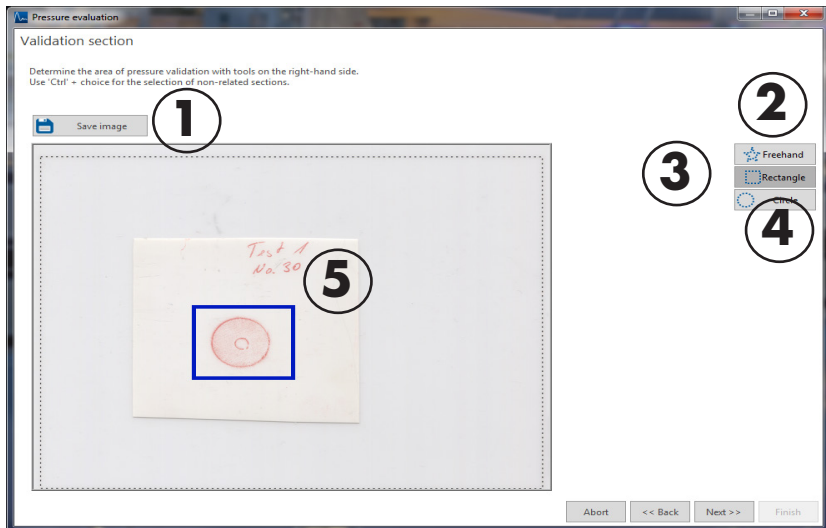 Pressure evaluation
Validation section
Determine the area of pressure validation with tools on the right-hand side.
Use 'Ctrl' + choice for the selection of non-related sections.
Save image
1
2
Freehand
3
Rectangle
Circle
4
Test 1
No. 30
5
Abort
<< Back
Next >>
Finish